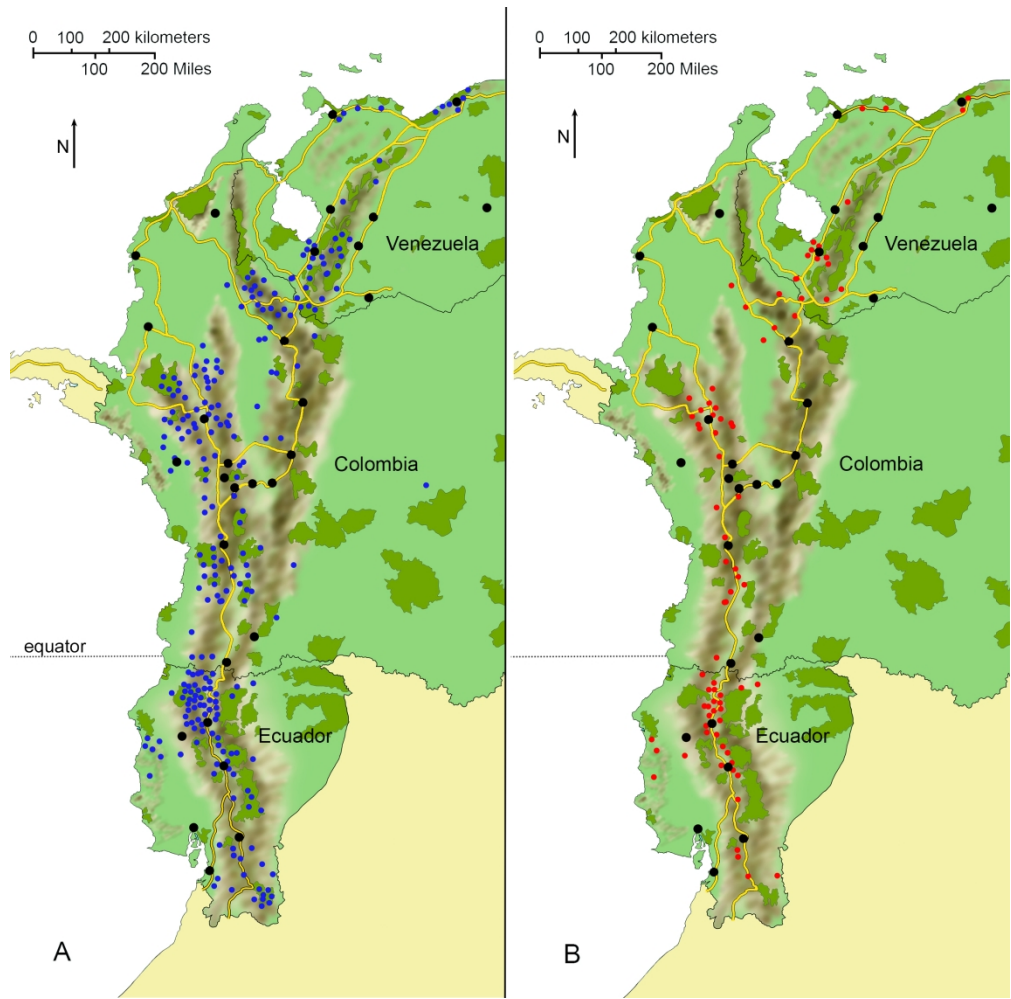 0 100 200 kilometers
100 200 Miles
N
Venezuela
Colombia
equator
Ecuador
A
0 100 200 kilometers
100 200 Miles
N
Venezuela
Colombia
Ecuador
B